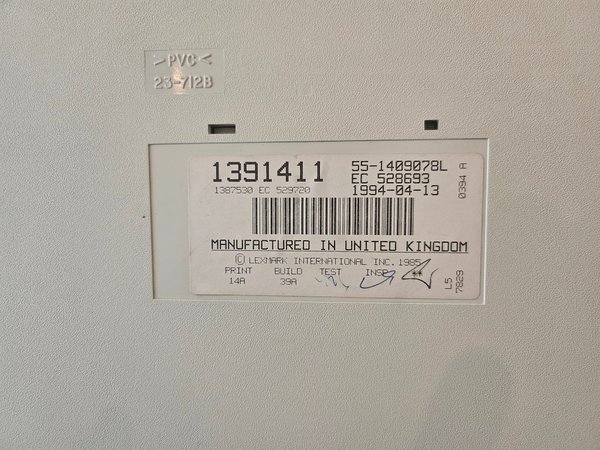 >PVC<
23-712B
1391411
55-1409078L
EC 528693
1387530 EC 529720
1994-04-13
0394 A
MANUFACTURED IN UNITED KINGDOM
© LEXMARK INTERNATIONAL INC. 1985
PRINT BUILD TEST INSP
14A 39A
L5
7829